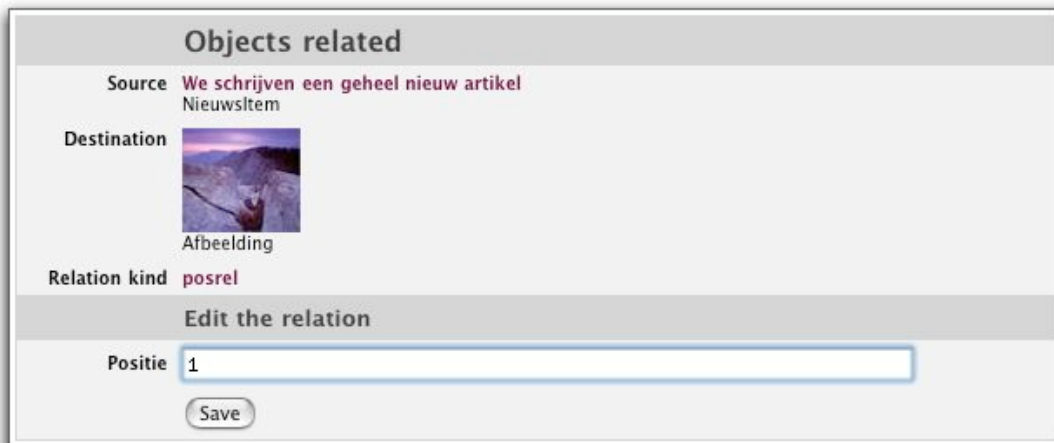 Objects related
Source We schrijven een geheel nieuw artikel
NieuwsItem
Destination
Afbeelding
Relation kind posrel
Edit the relation
Positie 1
Save